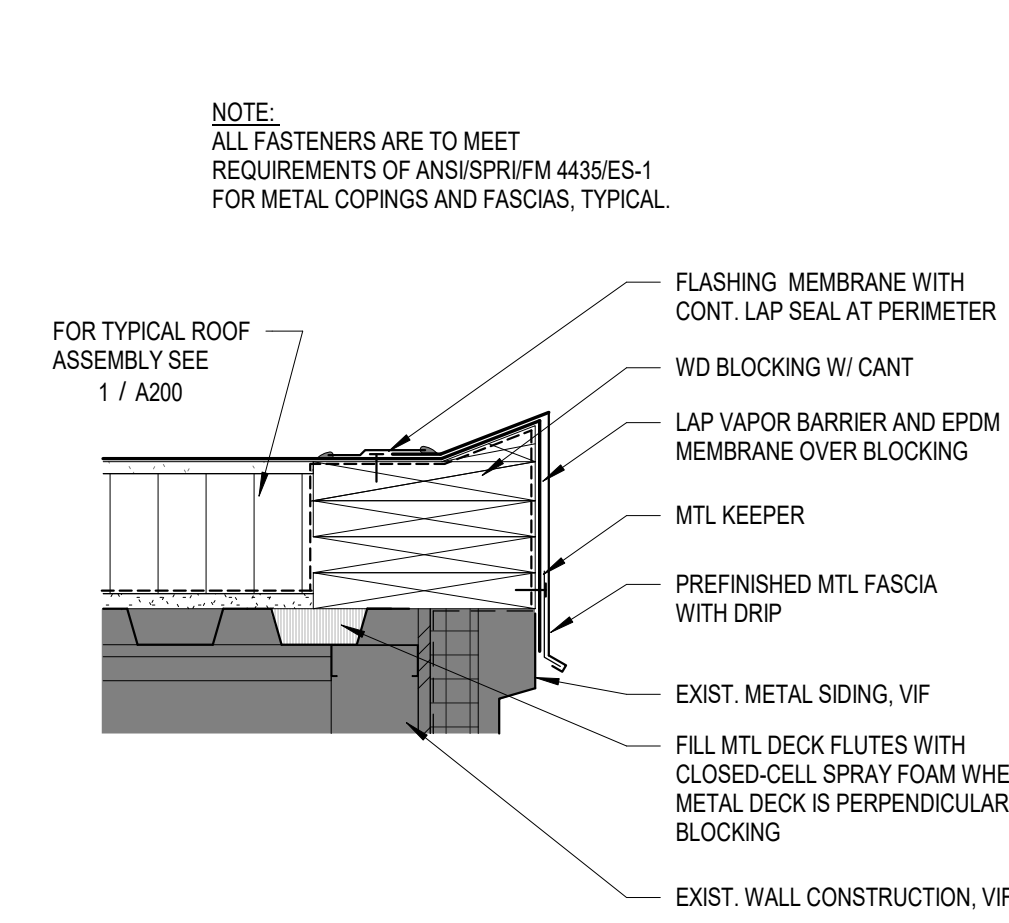 NOTE:
ALL FASTENERS ARE TO MEET
REQUIREMENTS OF ANSI/SPRI/FM 4435/ES-1
FOR METAL COPINGS AND FASCIAS, TYPICAL.
FOR TYPICAL ROOF
ASSEMBLY SEE
1 / A200
FLASHING MEMBRANE WITH
CONT. LAP SEAL AT PERIMETER
WD BLOCKING W/ CANT
LAP VAPOR BARRIER AND EPDM
MEMBRANE OVER BLOCKING
MTL KEEPER
PREFINISHED MTL FASCIA
WITH DRIP
EXIST. METAL SIDING, VIF
FILL MTL DECK FLUTES WITH
CLOSED-CELL SPRAY FOAM WHE
METAL DECK IS PERPENDICULAR
BLOCKING
EXIST. WALL CONSTRUCTION, VIF